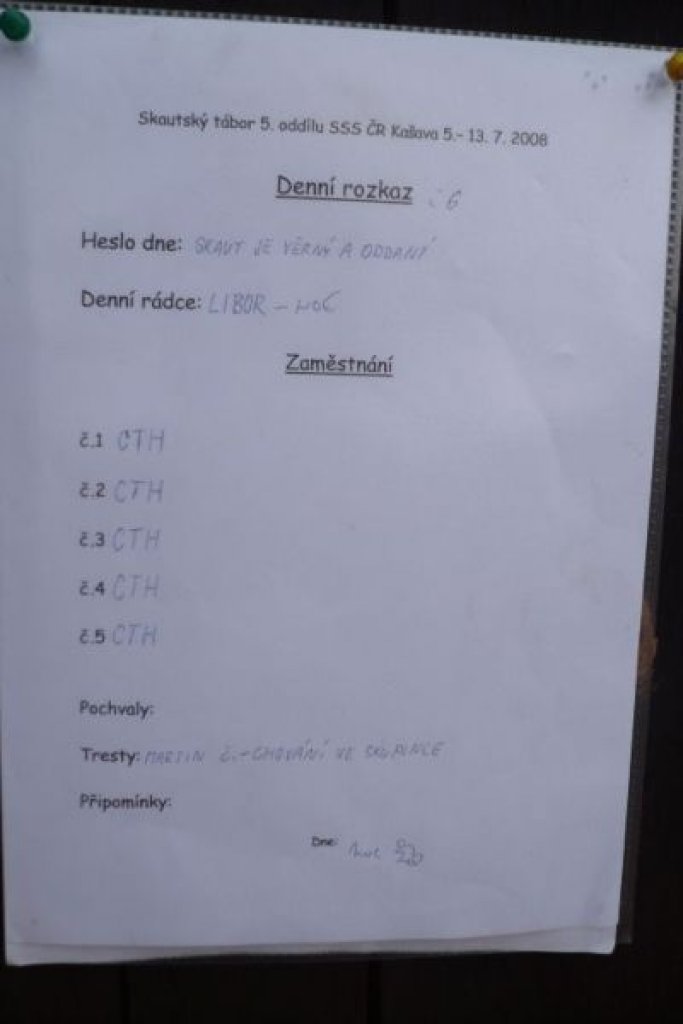 Skautský tábor 5. oddílu SSS ČR Kašava 5.- 13. 7. 2008
Denní rozkaz č 6
Heslo dne: SKAUT JE VĚRNÝ A ODDANÝ
Denní rádce: LIBOR -
Zaměstnání
č.1 CTH
č.2 CTH
č.3 CTH
č.4 CTH
č.5 CTH
Pochvaly:
Tresty: MARTIN Č. - CHOVÁNÍ VE SKUPINCE
Připomínky:
Dne: